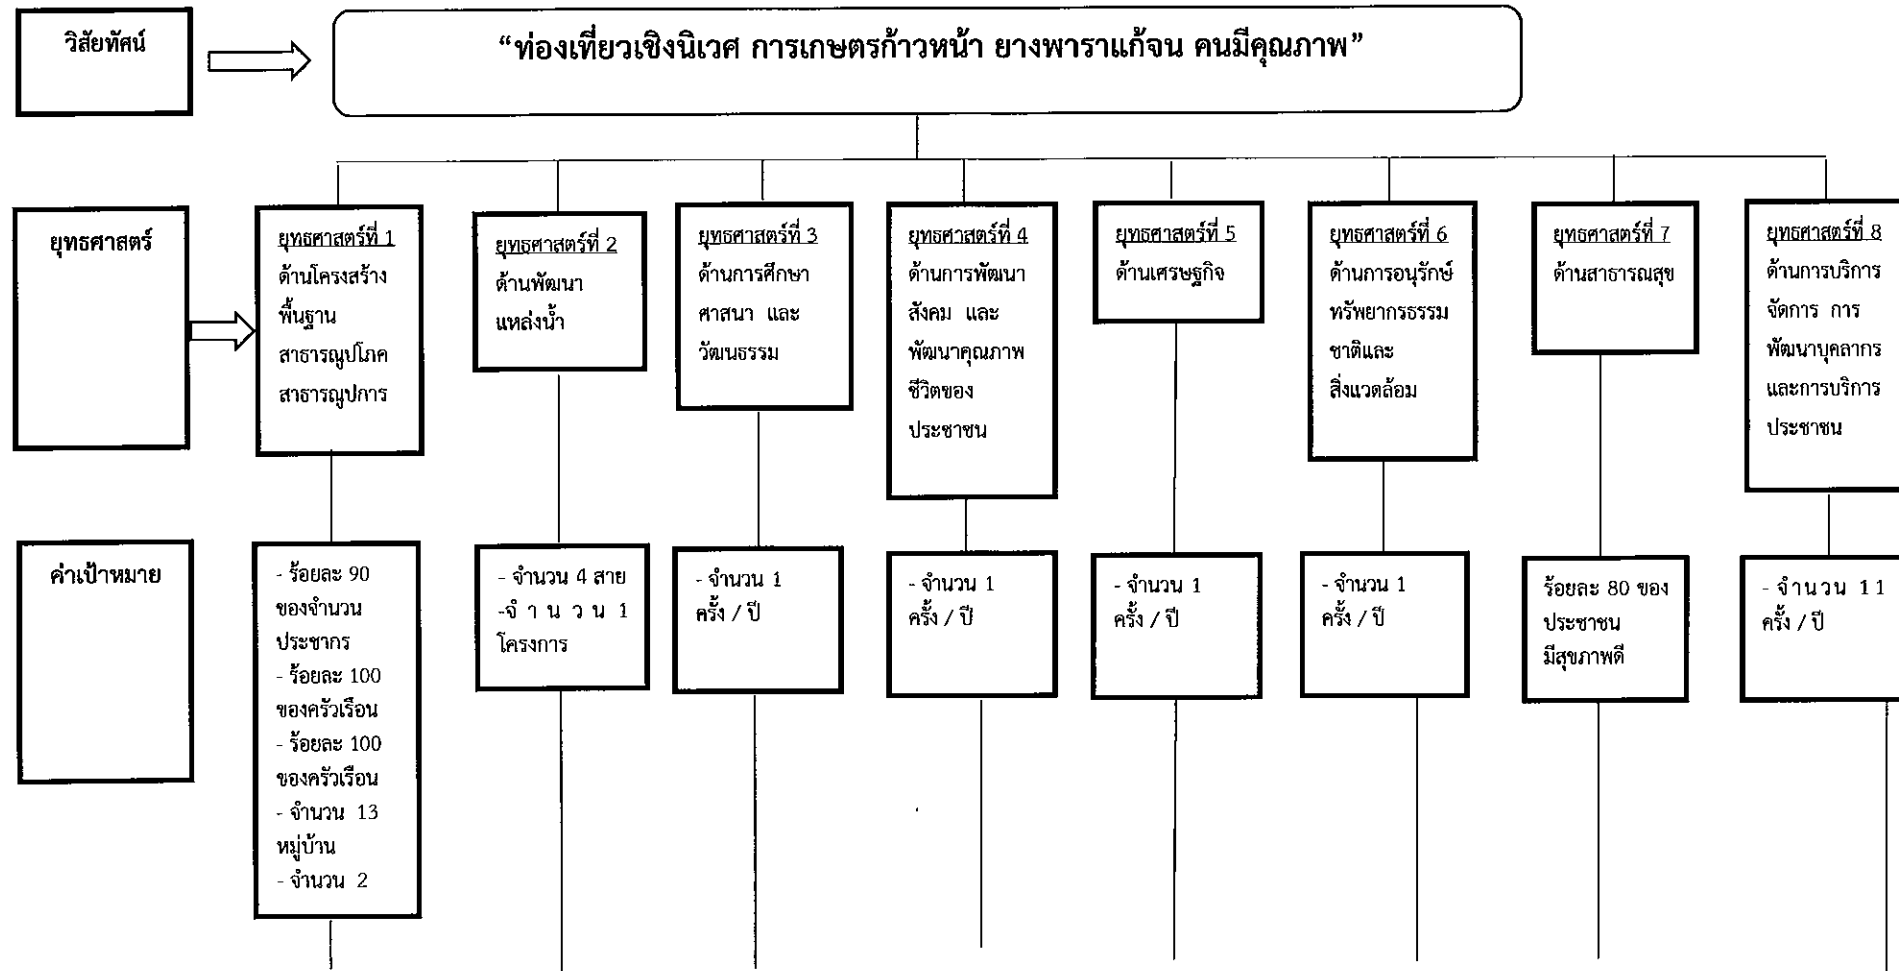 วิสัยทัศน์
“ท่องเที่ยวเชิงนิเวศ การเกษตรก้าวหน้า ยางพาราแก้จน คนมีคุณภาพ”
ยุทธศาสตร์
ยุทธศาสตร์ที่ 1
ด้านโครงสร้าง
พื้นฐาน
สาธารณูปโภค
สาธารณูปการ
ยุทธศาสตร์ที่ 2
ด้านพัฒนา
แหล่งน้ำ
ยุทธศาสตร์ที่ 3
ด้านการศึกษา
ศาสนา และ
วัฒนธรรม
ยุทธศาสตร์ที่ 4
ด้านการพัฒนา
สังคม และ
พัฒนาคุณภาพ
ชีวิตของ
ประชาชน
ยุทธศาสตร์ที่ 5
ด้านเศรษฐกิจ
ยุทธศาสตร์ที่ 6
ด้านการอนุรักษ์
ทรัพยากรธรรม
ชาติและ
สิ่งแวดล้อม
ยุทธศาสตร์ที่ 7
ด้านสาธารณสุข
ยุทธศาสตร์ที่ 8
ด้านการบริการ
จัดการ การ
พัฒนาบุคลากร
และการบริการ
ประชาชน
ค่าเป้าหมาย
- ร้อยละ 90
ของจำนวน
ประชากร
- ร้อยละ 100
ของครัวเรือน
- ร้อยละ 100
ของครัวเรือน
- จำนวน 13
หมู่บ้าน
- จำนวน 2
- จำนวน 4 สาย
-จำนวน 1
โครงการ
- จำนวน 1
ครั้ง / ปี
- จำนวน 1
ครั้ง / ปี
- จำนวน 1
ครั้ง / ปี
- จำนวน 1
ครั้ง / ปี
ร้อยละ 80 ของ
ประชาชน
มีสุขภาพดี
- จำนวน 11
ครั้ง / ปี